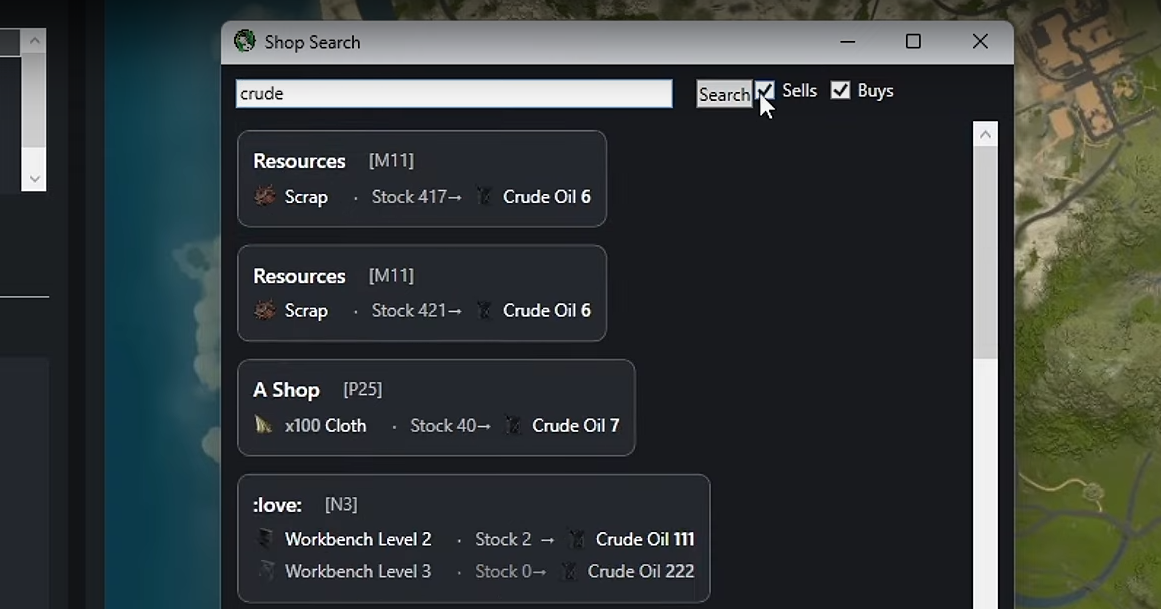 Shop Search
crude
Search Sells Buys
Resources [M11]
Scrap · Stock 417→ Crude Oil 6
Resources [M11]
Scrap · Stock 421→ Crude Oil 6
A Shop [P25]
x100 Cloth · Stock 40→ Crude Oil 7
:love: [N3]
Workbench Level 2 · Stock 2 → Crude Oil 111
Workbench Level 3 · Stock 0→ Crude Oil 222